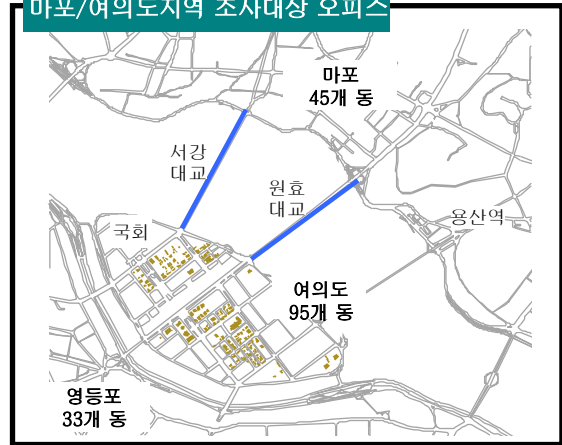 마포/여의도지역 조사대상 오피스
마포
45개 동
서강
대교
원효
대교
용산역
국회
여의도
95개 동
영등포
33개 동